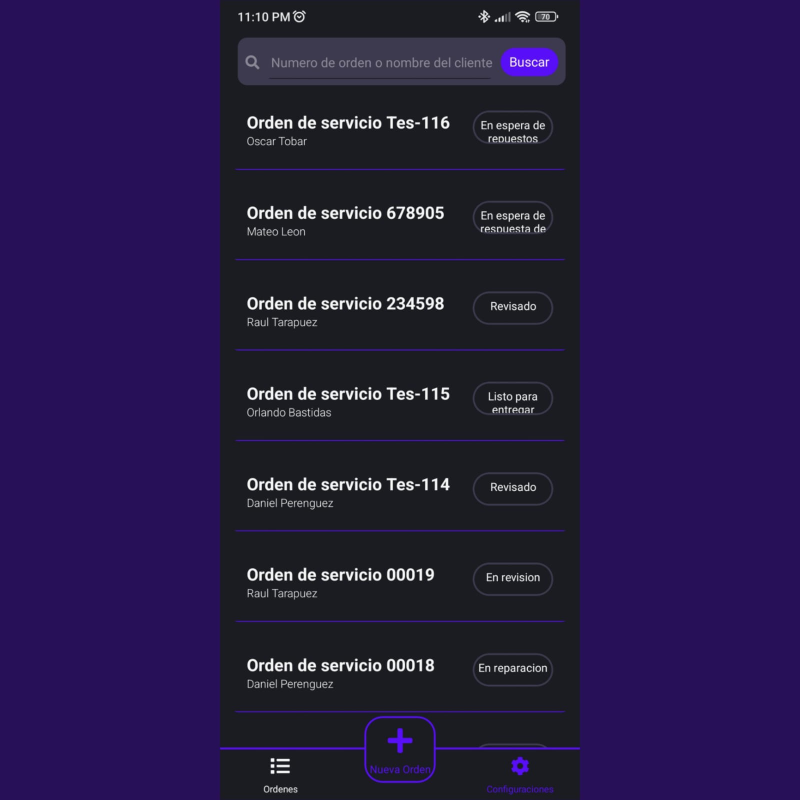 11:10 PM
70
Numero de orden o nombre del cliente
Buscar
Orden de servicio Tes-116
Oscar Tobar
En espera de
repuestos
Orden de servicio 678905
Mateo Leon
En espera de
respuesta de
Orden de servicio 234598
Raul Tarapuez
Revisado
Orden de servicio Tes-115
Orlando Bastidas
Listo para
entregar
Orden de servicio Tes-114
Daniel Perenguez
Revisado
Orden de servicio 00019
Raul Tarapuez
En revision
Orden de servicio 00018
Daniel Perenguez
En reparacion
Ordenes
Nueva Orden
Configuraciones